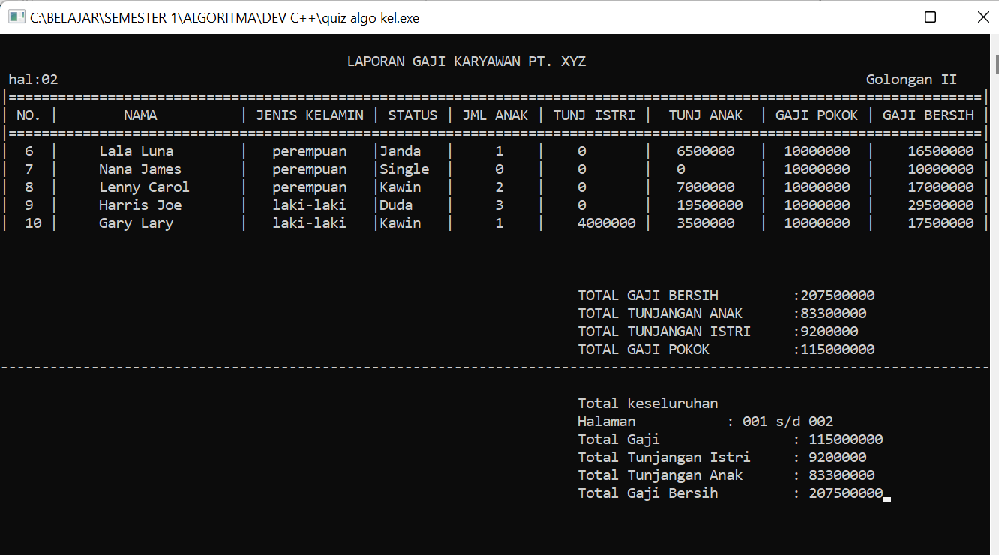 C:\BELAJAR\SEMESTER 1\ALGORITMA\DEV C++\quiz algo kel.exe
LAPORAN GAJI KARYAWAN PT. XYZ
hal:02 Golongan II
|======================================================================================================================|
| NO. | NAMA | JENIS KELAMIN | STATUS | JML ANAK | TUNJ ISTRI | TUNJ ANAK | GAJI POKOK | GAJI BERSIH |
|======================================================================================================================|
| 6 | Lala Luna | perempuan |Janda | 1 | 0 | 6500000 | 10000000 | 16500000 |
| 7 | Nana James | perempuan |Single | 0 | 0 | 0 | 10000000 | 10000000 |
| 8 | Lenny Carol | perempuan |Kawin | 2 | 0 | 7000000 | 10000000 | 17000000 |
| 9 | Harris Joe | laki-laki |Duda | 3 | 0 | 19500000 | 10000000 | 29500000 |
| 10 | Gary Lary | laki-laki |Kawin | 1 | 4000000 | 3500000 | 10000000 | 17500000 |
TOTAL GAJI BERSIH :207500000
TOTAL TUNJANGAN ANAK :83300000
TOTAL TUNJANGAN ISTRI :9200000
TOTAL GAJI POKOK :115000000
------------------------------------------------------------------------------------------------------------------------
Total keseluruhan
Halaman : 001 s/d 002
Total Gaji : 115000000
Total Tunjangan Istri : 9200000
Total Tunjangan Anak : 83300000
Total Gaji Bersih : 207500000